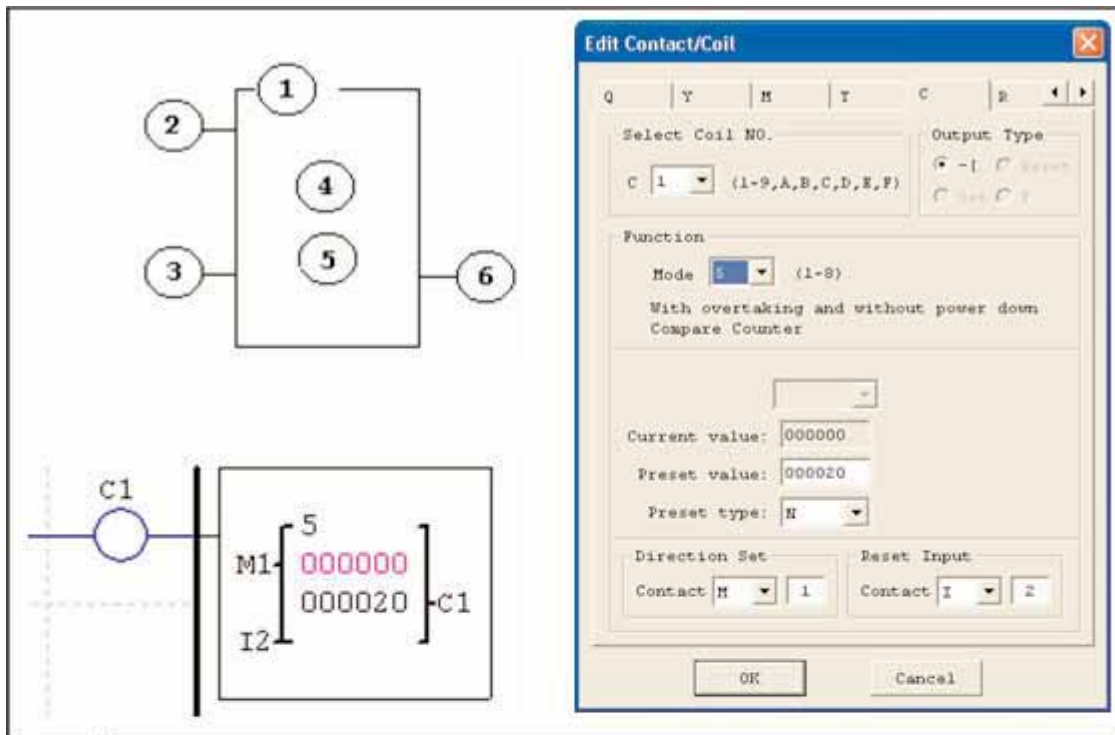 1
2
4
3
5
6
C1
5
M1
000000
000020
C1
I2
Edit Contact/Coil
Q Y M T C R
Select Coil NO.
C 1 (1-9,A,B,C,D,E,F)
Output Type
-[ Reset
Set P
Function
Mode 5 (1-8)
With overtaking and without power down
Compare Counter
Current value: 000000
Preset value: 000020
Preset type: N
Direction Set
Contact M 1
Reset Input
Contact I 2
OK Cancel